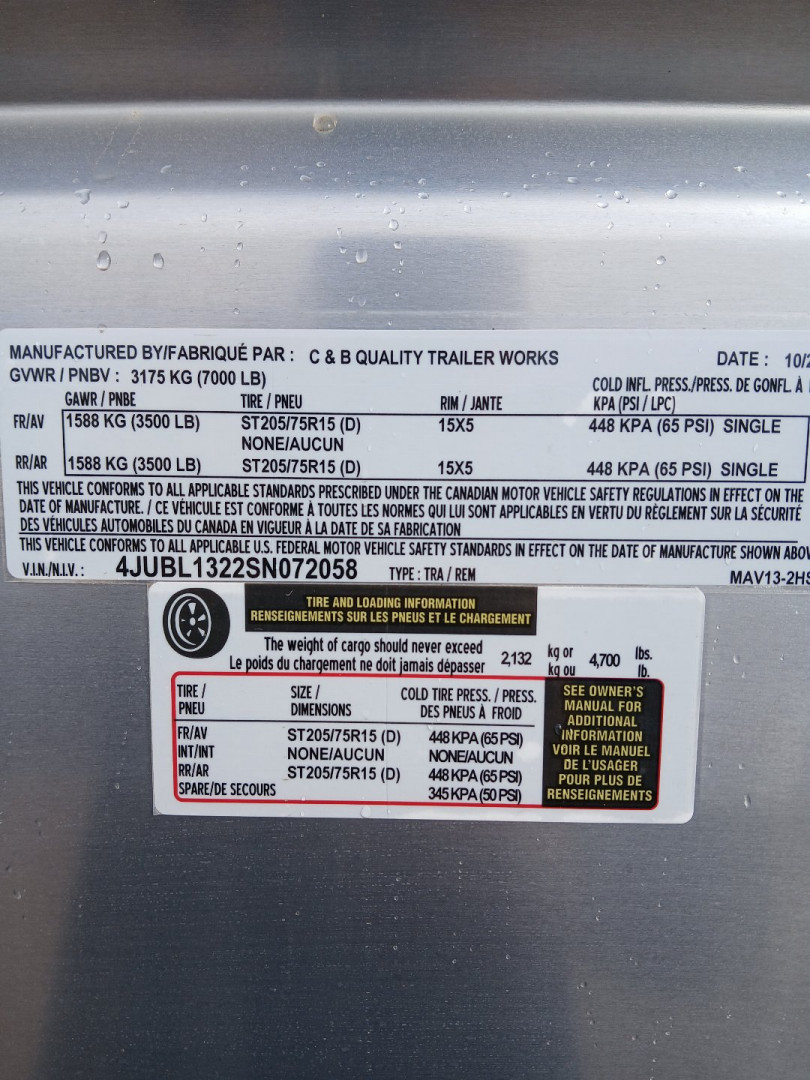 MANUFACTURED BY/FABRIQUÉ PAR : C & B QUALITY TRAILER WORKS DATE : 10/2
GVWR / PNBV : 3175 KG (7000 LB)
GAWR / PNBE TIRE / PNEU RIM / JANTE COLD INFL. PRESS./PRESS. DE GONFL. À
KPA (PSI / LPC)
FR/AV 1588 KG (3500 LB) ST205/75R15 (D) 15X5 448 KPA (65 PSI) SINGLE
NONE/AUCUN
RR/AR 1588 KG (3500 LB) ST205/75R15 (D) 15X5 448 KPA (65 PSI) SINGLE
THIS VEHICLE CONFORMS TO ALL APPLICABLE STANDARDS PRESCRIBED UNDER THE CANADIAN MOTOR VEHICLE SAFETY REGULATIONS IN EFFECT ON THE
DATE OF MANUFACTURE. / CE VÉHICULE EST CONFORME À TOUTES LES NORMES QUI LUI SONT APPLICABLES EN VERTU DU RÈGLEMENT SUR LA SÉCURITÉ
DES VÉHICULES AUTOMOBILES DU CANADA EN VIGUEUR À LA DATE DE SA FABRICATION
THIS VEHICLE CONFORMS TO ALL APPLICABLE U.S. FEDERAL MOTOR VEHICLE SAFETY STANDARDS IN EFFECT ON THE DATE OF MANUFACTURE SHOWN ABOV
V.I.N./N.I.V.: 4JUBL1322SN072058 TYPE : TRA / REM MAV13-2HS
TIRE AND LOADING INFORMATION
RENSEIGNEMENTS SUR LES PNEUS ET LE CHARGEMENT
The weight of cargo should never exceed 2,132 kg or 4,700 lbs.
Le poids du chargement ne doit jamais dépasser kg ou lb.
TIRE / SIZE / COLD TIRE PRESS. / PRESS.
PNEU DIMENSIONS DES PNEUS À FROID
FR/AV ST205/75R15 (D) 448 KPA (65 PSI)
INT/INT NONE/AUCUN NONE/AUCUN
RR/AR ST205/75R15 (D) 448 KPA (65 PSI)
SPARE/DE SECOURS 345 KPA (50 PSI)
SEE OWNER'S
MANUAL FOR
ADDITIONAL
INFORMATION
VOIR LE MANUEL
DE L'USAGER
POUR PLUS DE
RENSEIGNEMENTS